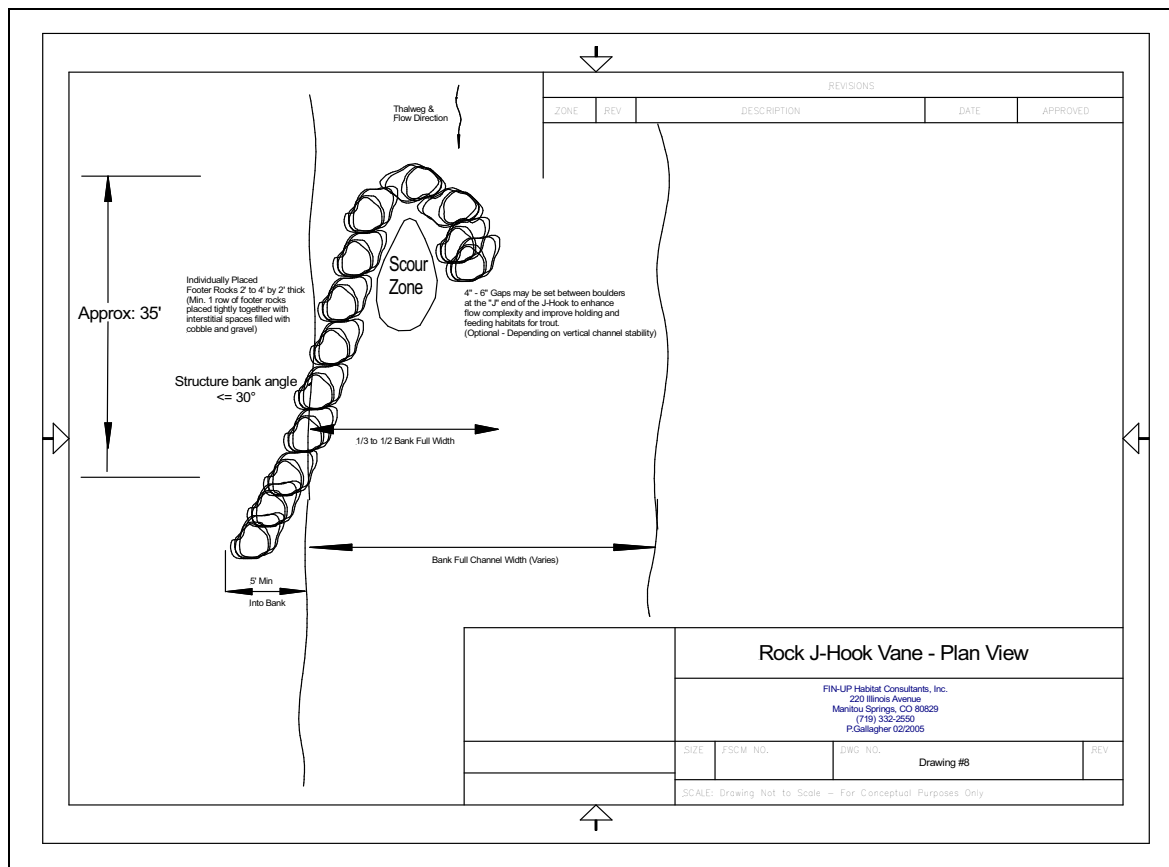 REVISIONS
ZONE REV DESCRIPTION DATE APPROVED
Thalweg &
Flow Direction
Scour
Zone
Individually Placed
Footer Rocks 2' to 4' by 2' thick
(Min. 1 row of footer rocks
placed tightly together with
interstitial spaces filled with
cobble and gravel)
Approx: 35'
4" - 6" Gaps may be set between boulders
at the "J" end of the J-Hook to enhance
flow complexity and improve holding and
feeding habitats for trout.
(Optional - Depending on vertical channel stability)
Structure bank angle
<= 30°
1/3 to 1/2 Bank Full Width
Bank Full Channel Width (Varies)
5' Min
Into Bank
Rock J-Hook Vane - Plan View
FIN-UP Habitat Consultants, Inc.
220 Illinois Avenue
Manitou Springs, CO 80829
(719) 332-2550
P.Gallagher 02/2005
SIZE FSCM NO. DWG NO. REV
Drawing #8
SCALE: Drawing Not to Scale - For Conceptual Purposes Only